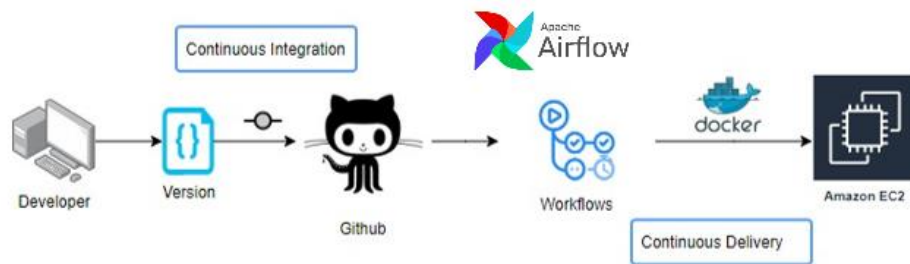 Continuous Integration
Apache
Airflow
docker
{ }
Developer
Version
Github
Workflows
Amazon EC2
Continuous Delivery